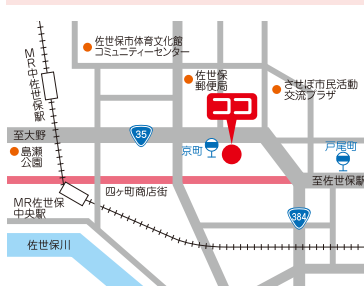 佐世保市体育文化館
コミュニティーセンター
MR中佐世保駅
佐世保
郵便局
させぼ市民活動
交流プラザ
ココ
至大野
35
京町
戸尾町
島瀬
公園
至佐世保駅
四ヶ町商店街
MR佐世保
中央駅
384
佐世保川